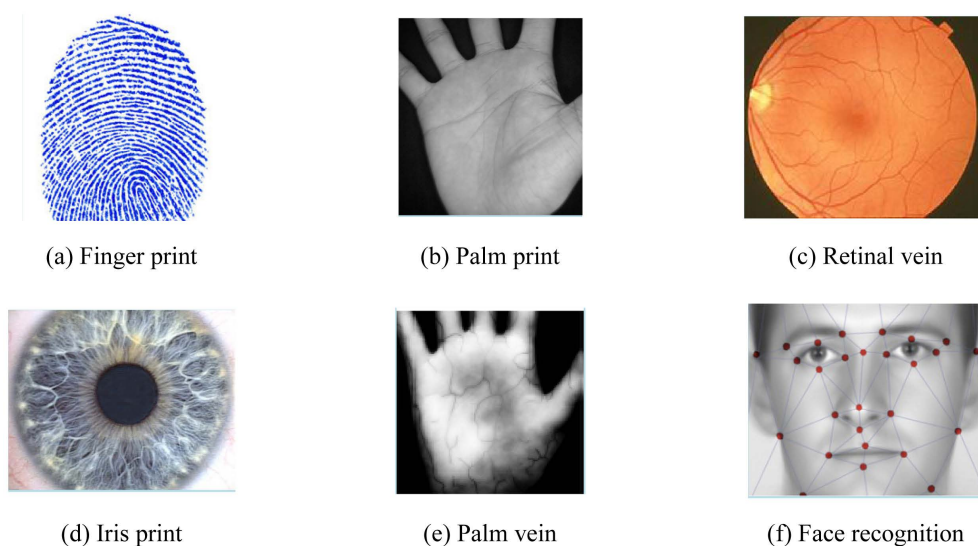 (a) Finger print
(b) Palm print
(c) Retinal vein
(d) Iris print
(e) Palm vein
(f) Face recognition